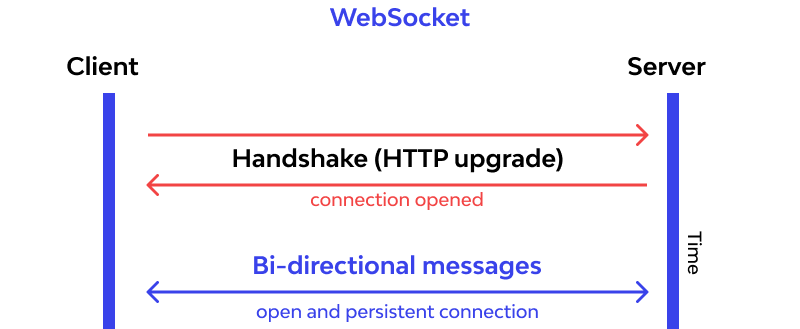 WebSocket
Client
Server
Handshake (HTTP upgrade)
connection opened
Time
Bi-directional messages
open and persistent connection